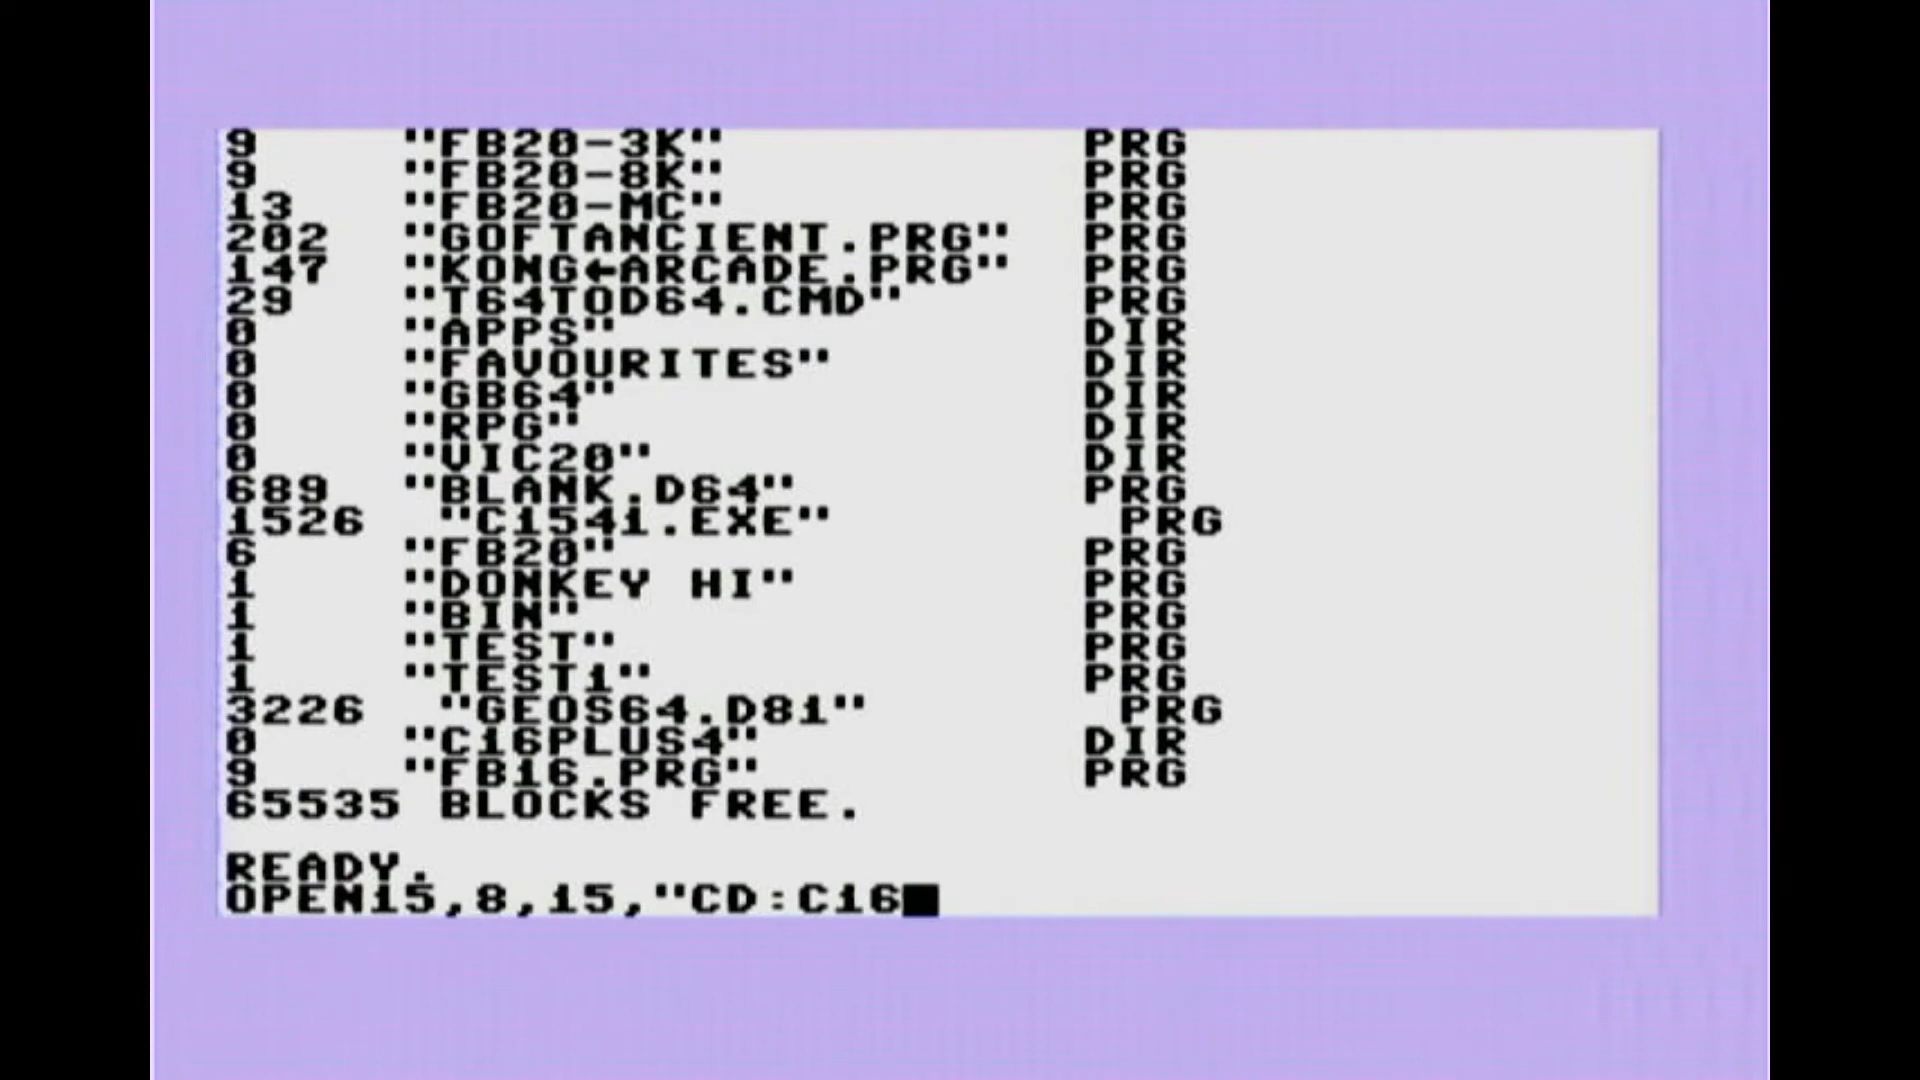 9 "FB20-3K" PRG
9 "FB20-8K" PRG
13 "FB20-MC" PRG
202 "GOFTANCIENT.PRG" PRG
147 "KONG←ARCADE.PRG" PRG
29 "T64TOD64.CMD" PRG
0 "APPS" DIR
0 "FAVOURITES" DIR
0 "GB64" DIR
0 "RPG" DIR
0 "VIC20" DIR
689 "BLANK.D64" PRG
1526 "C1541.EXE" PRG
6 "FB20" PRG
1 "DONKEY HI" PRG
1 "BIN" PRG
1 "TEST" PRG
1 "TEST1" PRG
3226 "GEOS64.D81" PRG
0 "C16PLUS4" DIR
9 "FB16.PRG" PRG
65535 BLOCKS FREE.
READY.
OPEN15,8,15,"CD:C16